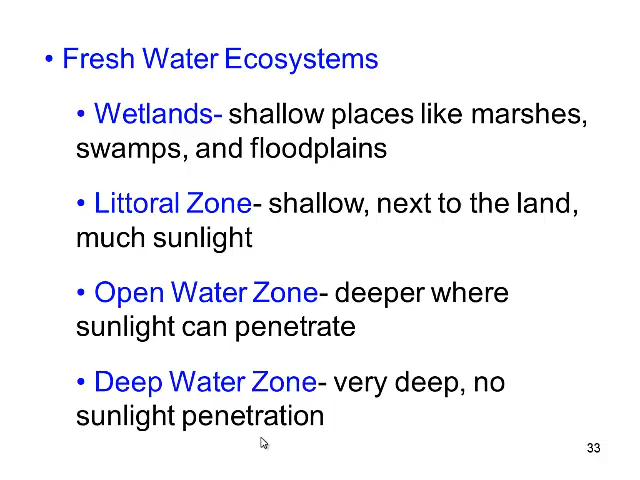 • Fresh Water Ecosystems
• Wetlands- shallow places like marshes,
swamps, and floodplains
• Littoral Zone- shallow, next to the land,
much sunlight
• Open Water Zone- deeper where
sunlight can penetrate
• Deep Water Zone- very deep, no
sunlight penetration
33